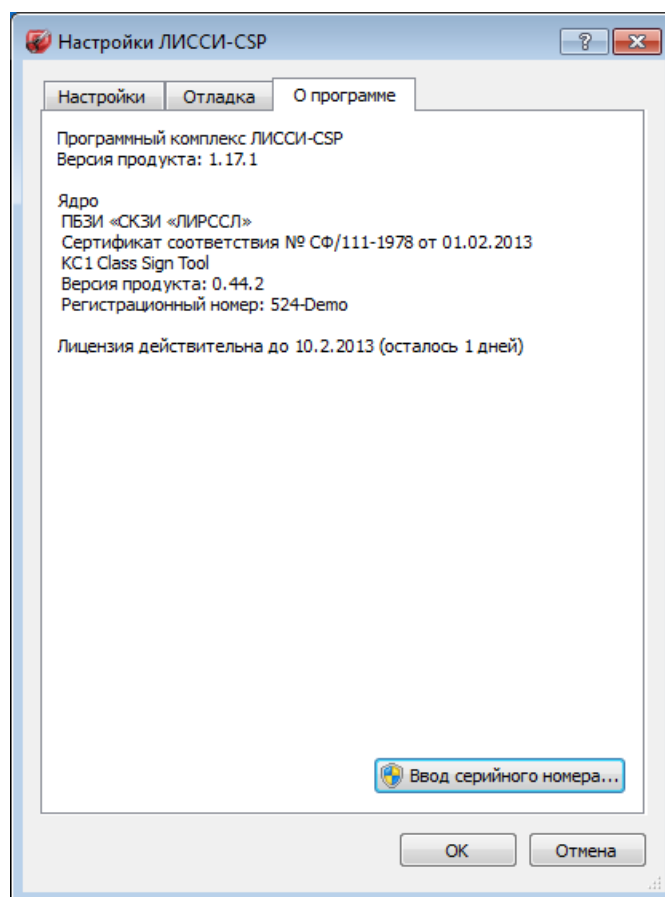 Настройки ЛИССИ-CSP
Настройки
Отладка
О программе
Программный комплекс ЛИССИ-CSP
Версия продукта: 1.17.1
Ядро
ПБЗИ «СКЗИ «ЛИРССЛ»
Сертификат соответствия № СФ/111-1978 от 01.02.2013
KC1 Class Sign Tool
Версия продукта: 0.44.2
Регистрационный номер: 524-Demo
Лицензия действительна до 10.2.2013 (осталось 1 дней)
Ввод серийного номера...
OK
Отмена